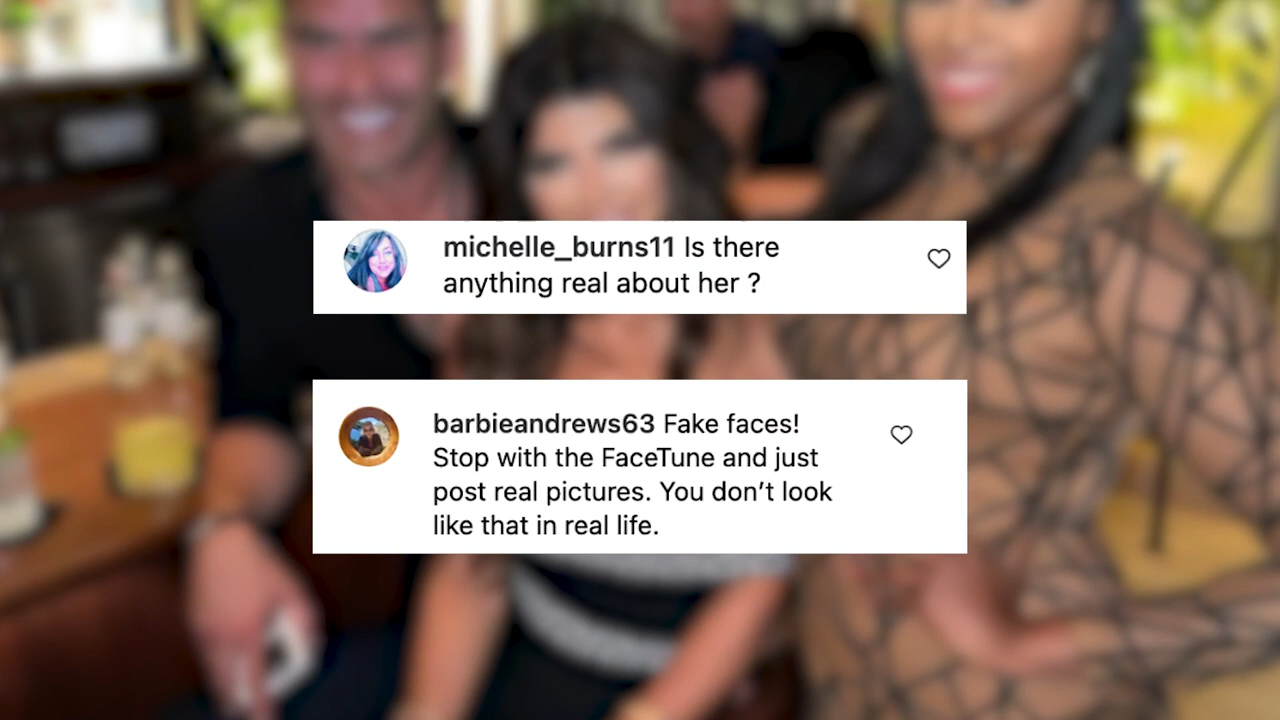 michelle_burns11 Is there
anything real about her ?
barbieandrews63 Fake faces!
Stop with the FaceTune and just
post real pictures. You don’t look
like that in real life.